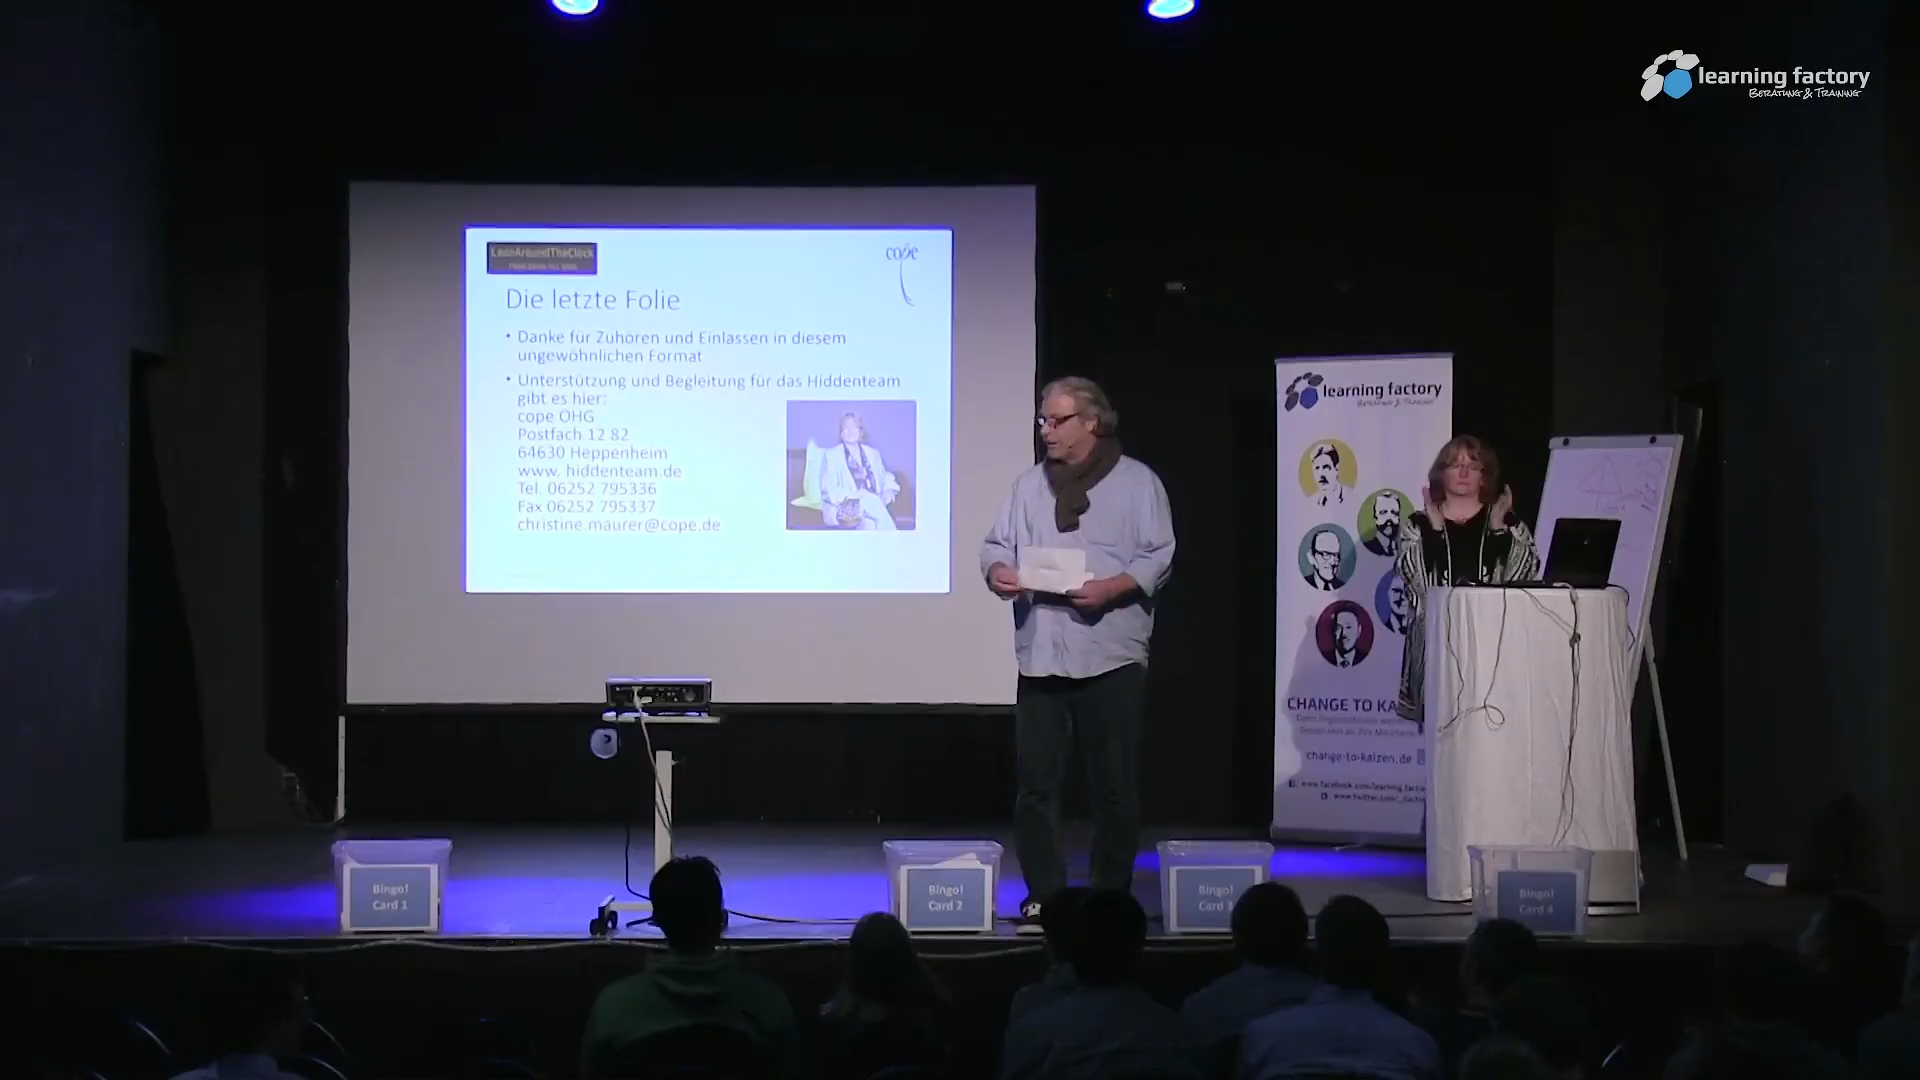 learning factory
BERATUNG & TRAINING
LeanAroundTheClock
cope
Die letzte Folie
• Danke für Zuhören und Einlassen in diesem
ungewöhnlichen Format
• Unterstützung und Begleitung für das Hiddenteam
gibt es hier:
cope OHG
Postfach 12 82
64630 Heppenheim
www. hiddenteam.de
Tel. 06252 795336
Fax 06252 795337
christine.maurer@cope.de
learning factory
BERATUNG & TRAINING
CHANGE TO KA
change-to-kaizen.de
Bingo!
Card 1
Bingo!
Card 2
Bingo!
Card 3
Bingo!
Card 4